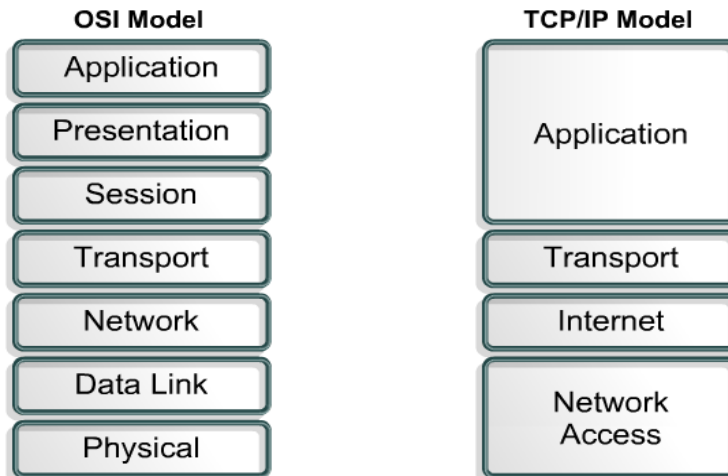 OSI Model
Application
Presentation
Session
Transport
Network
Data Link
Physical
TCP/IP Model
Application
Transport
Internet
Network
Access